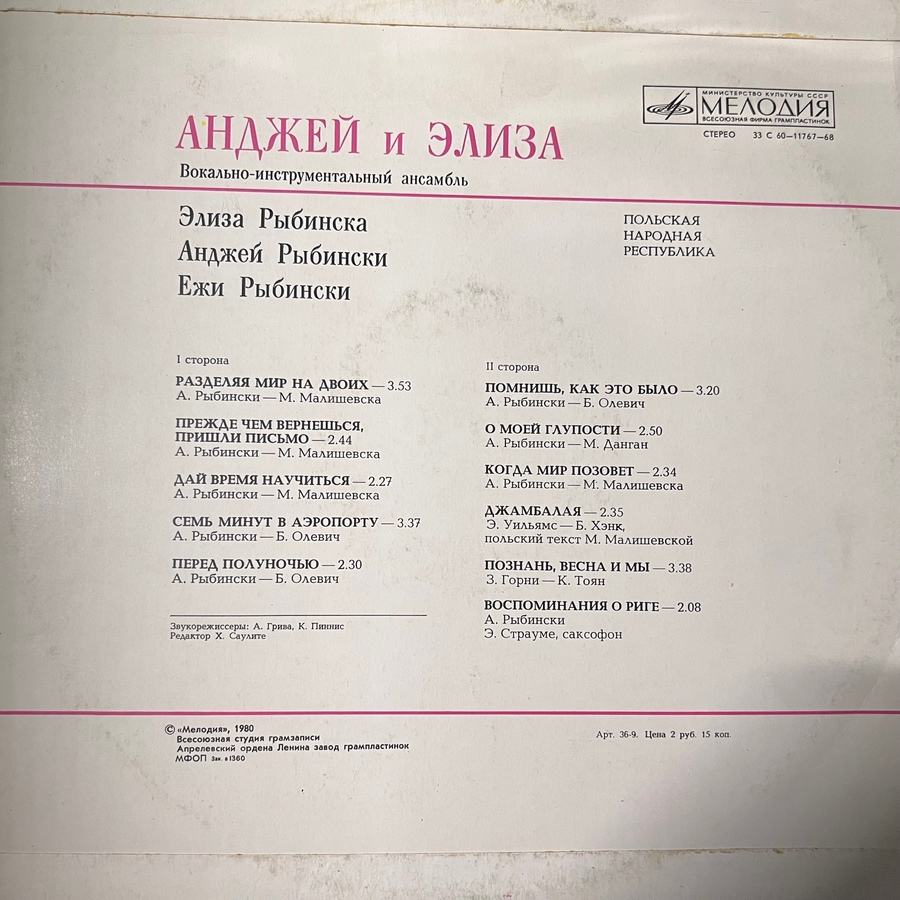 МИНИСТЕРСТВО КУЛЬТУРЫ СССР
МЕЛОДИЯ
ВСЕСОЮЗНАЯ ФИРМА ГРАМПЛАСТИНОК
СТЕРЕО 33 С 60—11767—68
АНДЖЕЙ и ЭЛИЗА
Вокально-инструментальный ансамбль
Элиза Рыбинска
Анджей Рыбински
Ежи Рыбински
ПОЛЬСКАЯ
НАРОДНАЯ
РЕСПУБЛИКА
I сторона
РАЗДЕЛЯЯ МИР НА ДВОИХ — 3.53
А. Рыбински — М. Малишевска
ПРЕЖДЕ ЧЕМ ВЕРНЕШЬСЯ,
ПРИШЛИ ПИСЬМО — 2.44
А. Рыбински — М. Малишевска
ДАЙ ВРЕМЯ НАУЧИТЬСЯ — 2.27
А. Рыбински — М. Малишевска
СЕМЬ МИНУТ В АЭРОПОРТУ — 3.37
А. Рыбински — Б. Олевич
ПЕРЕД ПОЛУНОЧЬЮ — 2.30
А. Рыбински — Б. Олевич
Звукорежиссеры: А. Грива, К. Пиннис
Редактор Х. Саулите
II сторона
ПОМНИШЬ, КАК ЭТО БЫЛО — 3.20
А. Рыбински — Б. Олевич
О МОЕЙ ГЛУПОСТИ — 2.50
А. Рыбински — М. Данган
КОГДА МИР ПОЗОВЕТ — 2.34
А. Рыбински — М. Малишевска
ДЖАМБАЛАЯ — 2.35
Э. Уильямс — Б. Хэнк,
польский текст М. Малишевской
ПОЗНАНЬ, ВЕСНА И МЫ — 3.38
З. Горни — К. Тоян
ВОСПОМИНАНИЯ О РИГЕ — 2.08
А. Рыбински
Э. Страуме, саксофон
© «Мелодия», 1980
Всесоюзная студия грамзаписи
Апрелевский ордена Ленина завод грампластинок
МФОП Зак. в 1360
Арт. 36-9. Цена 2 руб. 15 коп.